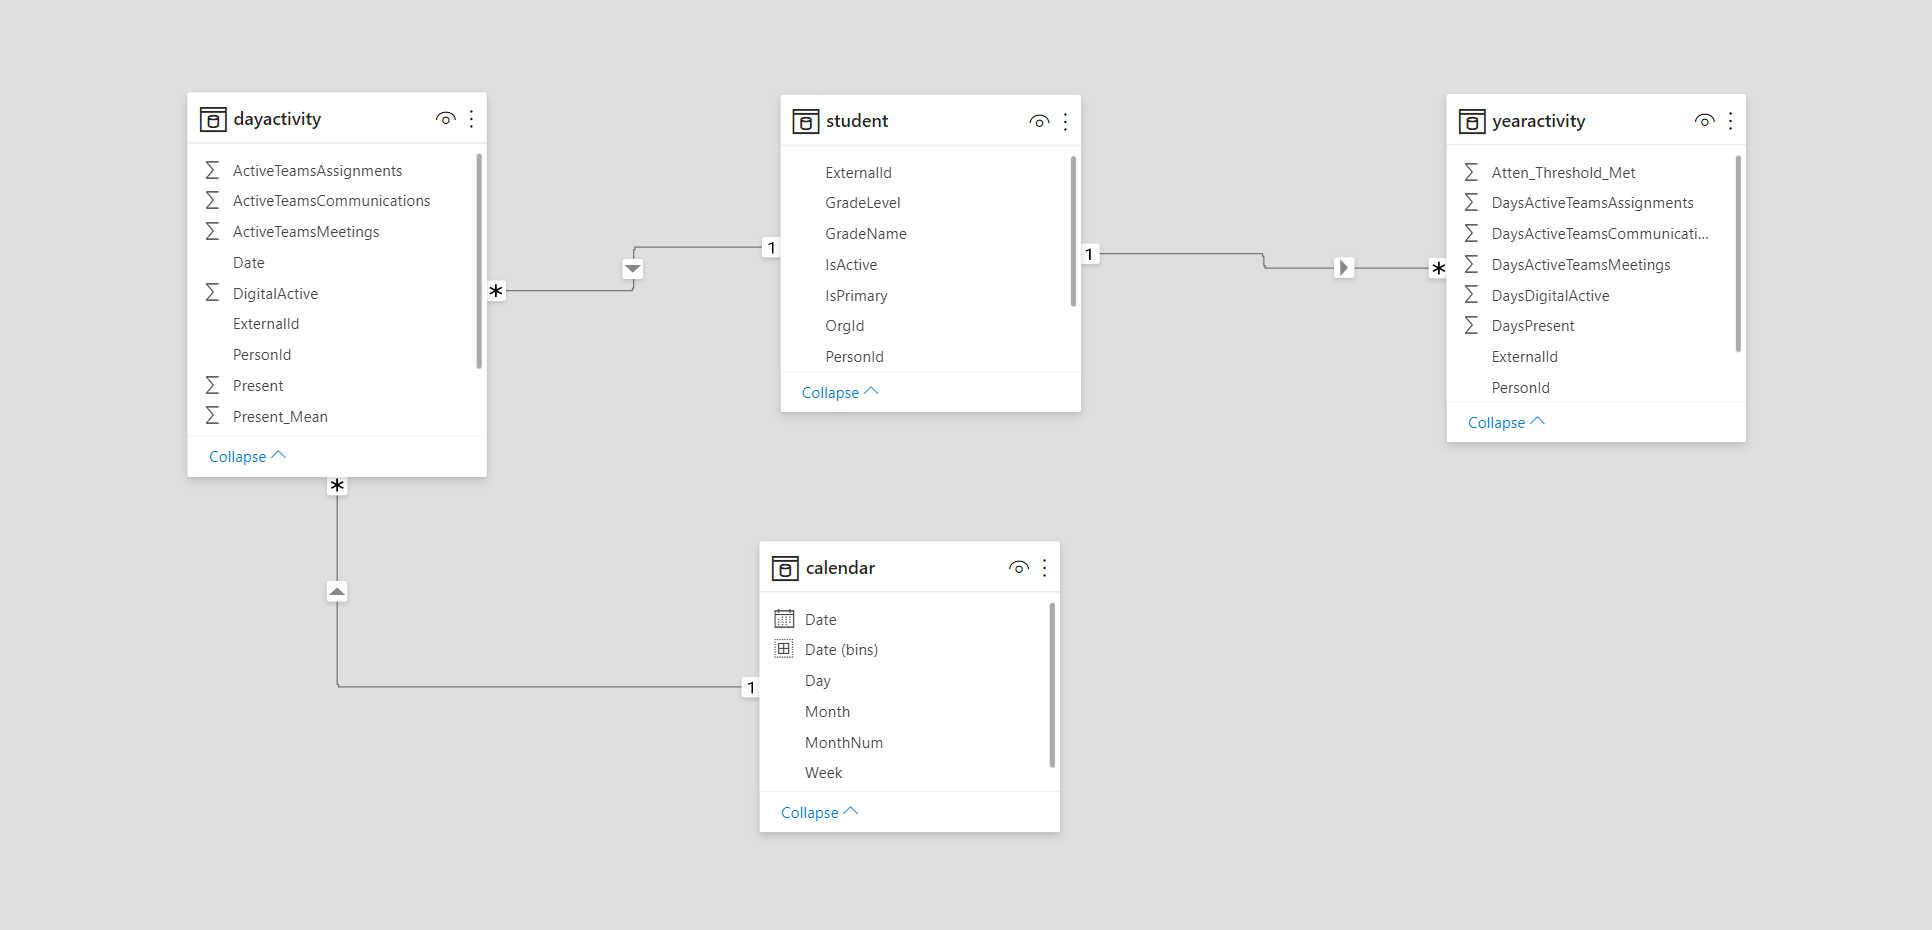 dayactivity
ActiveTeamsAssignments
ActiveTeamsCommunications
ActiveTeamsMeetings
Date
DigitalActive
ExternalId
PersonId
Present
Present_Mean
Collapse
student
ExternalId
GradeLevel
GradeName
IsActive
IsPrimary
OrgId
PersonId
Collapse
yearactivity
Atten_Threshold_Met
DaysActiveTeamsAssignments
DaysActiveTeamsCommunicati...
DaysActiveTeamsMeetings
DaysDigitalActive
DaysPresent
ExternalId
PersonId
Collapse
calendar
Date
Date (bins)
Day
Month
MonthNum
Week
Collapse
*
1
1
*
*
1